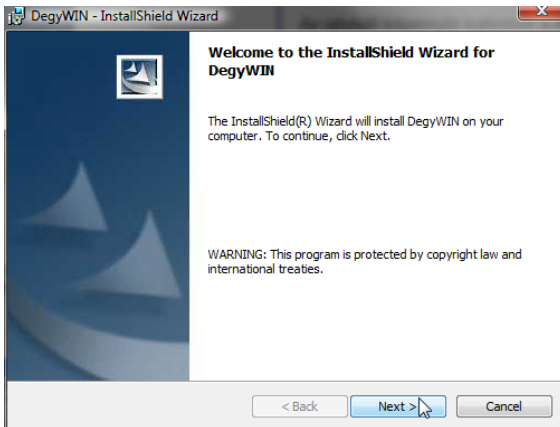 DegyWIN - InstallShield Wizard
Welcome to the InstallShield Wizard for
DegyWIN
The InstallShield(R) Wizard will install DegyWIN on your
computer. To continue, click Next.
WARNING: This program is protected by copyright law and
international treaties.
< Back
Next >
Cancel